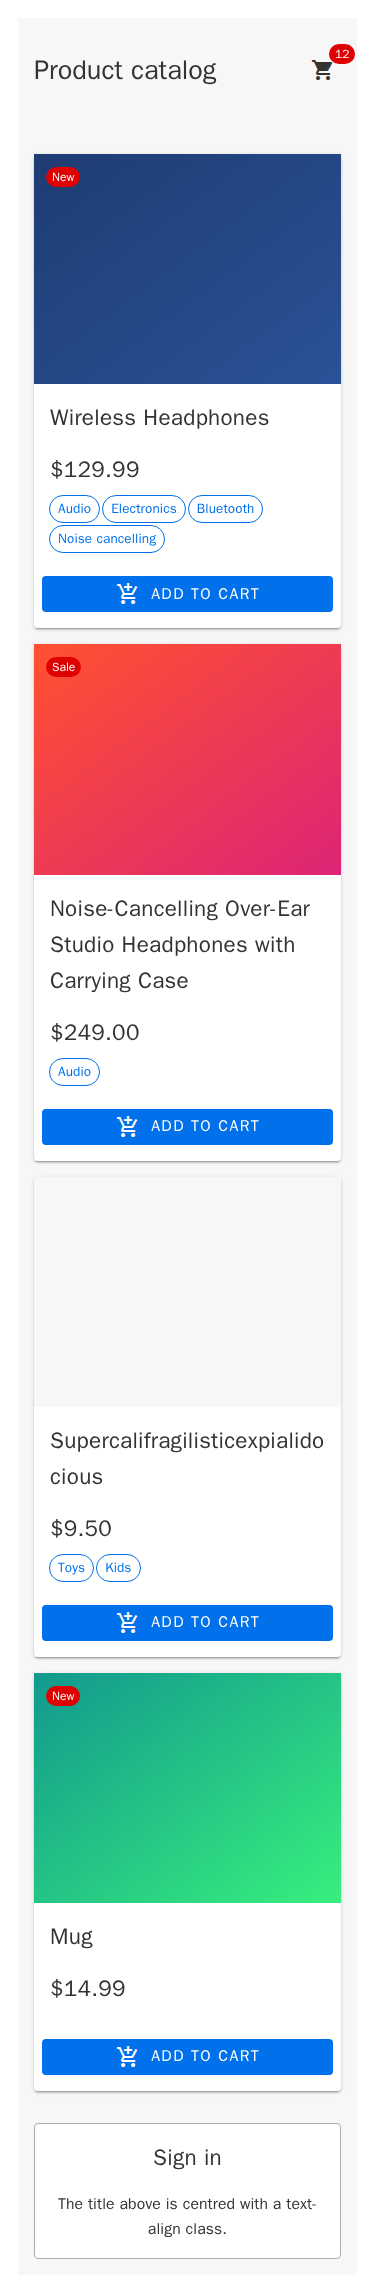 Product catalog
12
New
Wireless Headphones
$129.99
Audio Electronics Bluetooth
Noise cancelling
ADD TO CART
Sale
Noise-Cancelling Over-Ear
Studio Headphones with
Carrying Case
$249.00
Audio
ADD TO CART
Supercalifragilisticexpialido
cious
$9.50
Toys Kids
ADD TO CART
New
Mug
$14.99
ADD TO CART
Sign in
The title above is centred with a text-
align class.